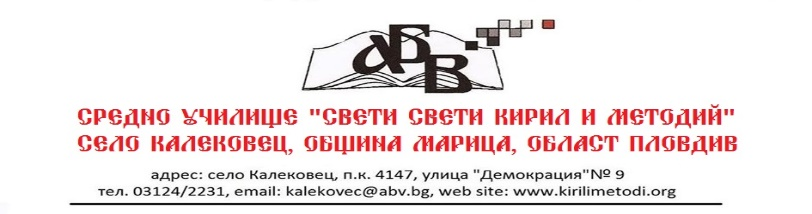 АБВ
СРЕДНО УЧИЛИЩЕ "СВЕТИ СВЕТИ КИРИЛ И МЕТОДИЙ"
СЕЛО КАЛЕКОВЕЦ, ОБЩИНА МАРИЦА, ОБЛАСТ ПЛОВДИВ
адрес: село Калековец, п.к. 4147, улица "Демокрация"№ 9
тел. 03124/2231, email: kalekovec@abv.bg, web site: www.kirilimetodi.org